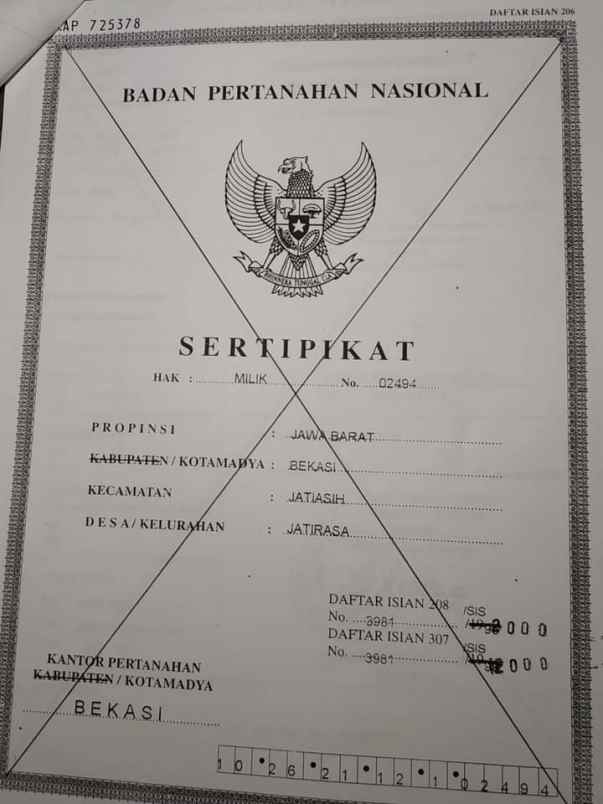 AP 725378
DAFTAR ISIAN 206
BADAN PERTANAHAN NASIONAL
BHINNEKA TUNGGAL IKA
SERTIPIKAT
HAK : MILIK No. 02494
PROPINSI : JAWA BARAT
KABUPATEN / KOTAMADYA : BEKASI
KECAMATAN : JATIASIH
DESA / KELURAHAN : JATIRASA
DAFTAR ISIAN 208 /SIS
No. 3981 / 2000
DAFTAR ISIAN 307 /SIS
No. 3981 / 2000
KANTOR PERTANAHAN
KABUPATEN / KOTAMADYA
BEKASI
10 • 26 • 21 • 12 • 1 • 02494